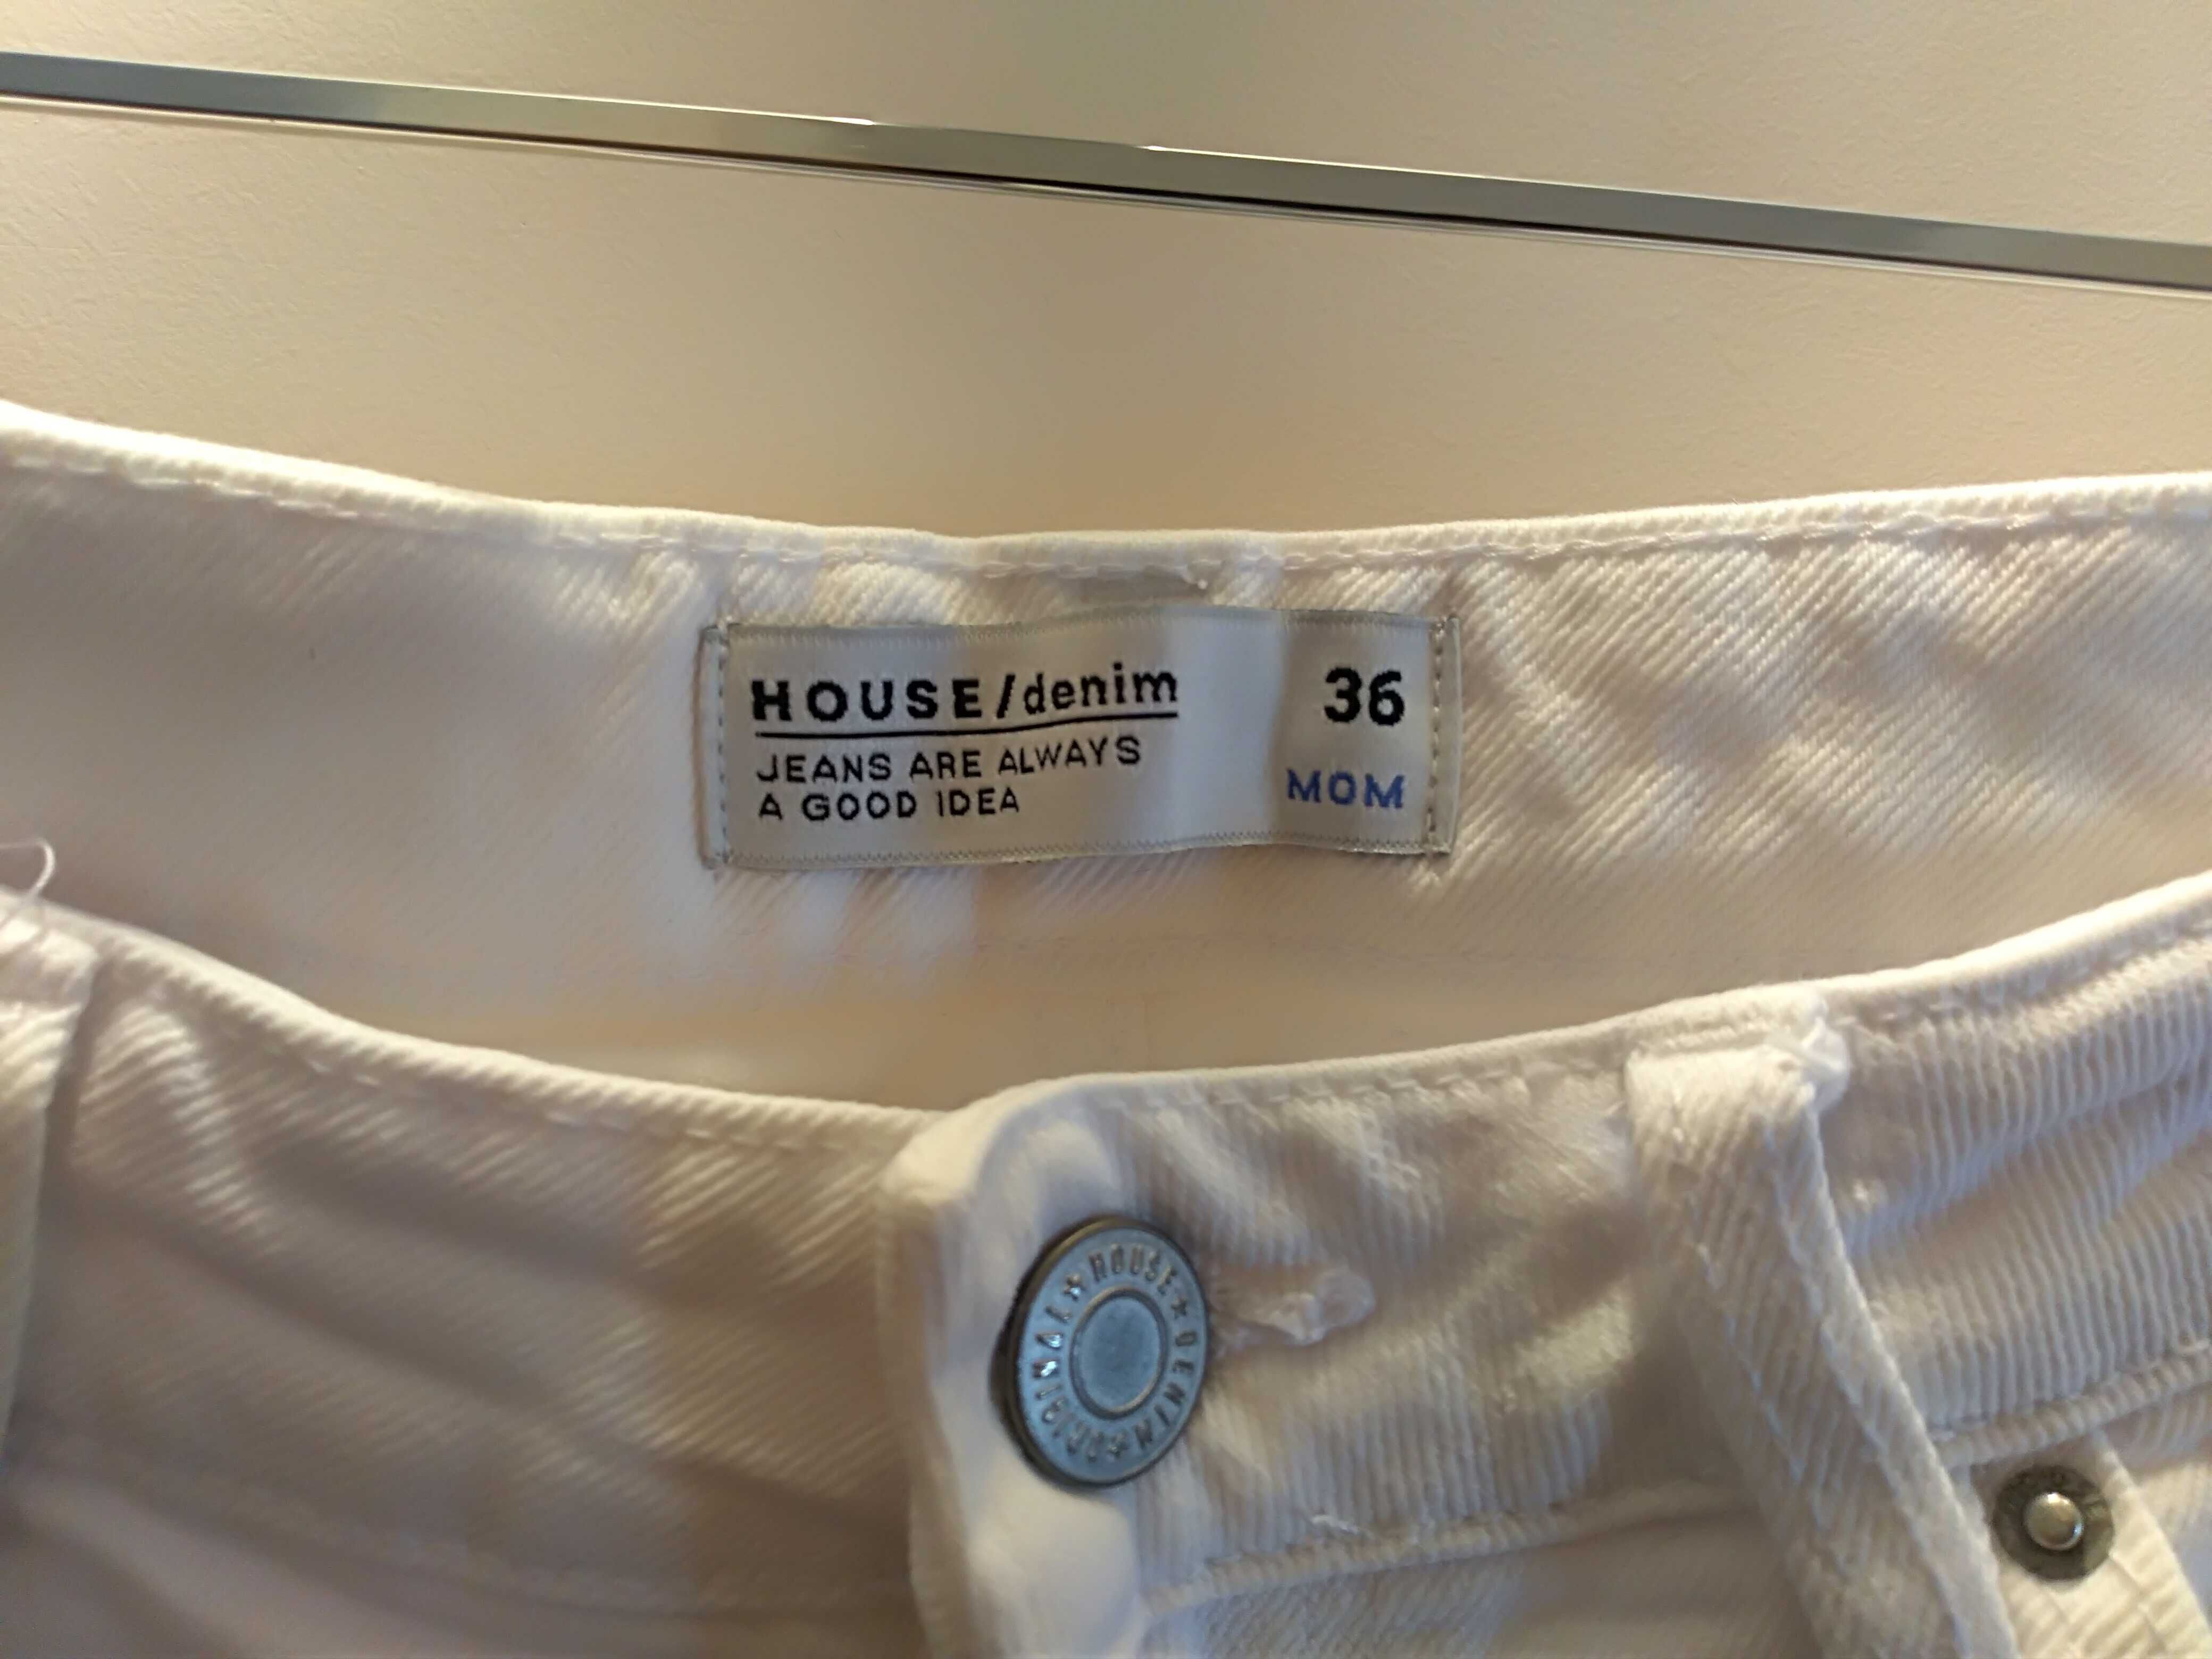 HOUSE/denim
JEANS ARE ALWAYS
A GOOD IDEA
36
MOM
★ HOUSE ★ DENIM ★ ORIGINAL